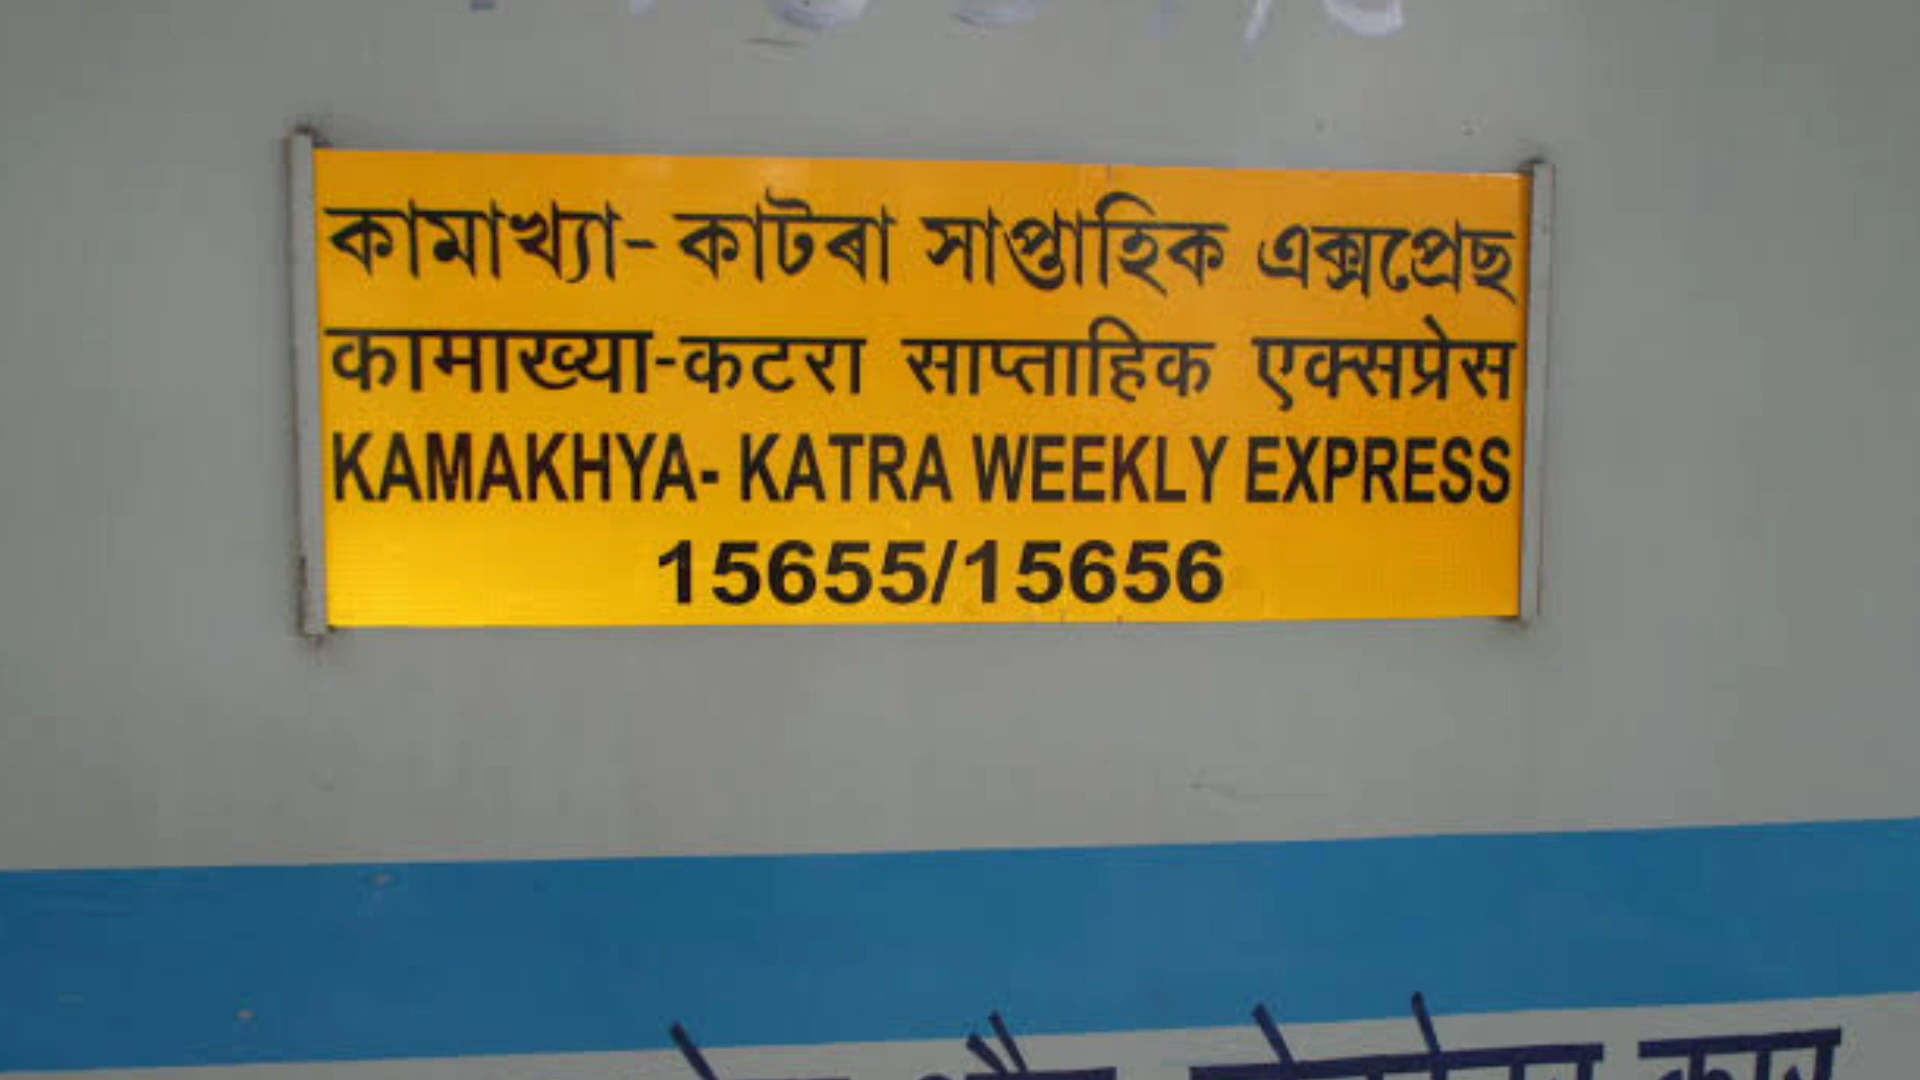 কামাখ্যা- কাটৰা সাপ্তাহিক এক্সপ্ৰেছ
कामाख्या-कटरा साप्ताहिक एक्सप्रेस
KAMAKHYA- KATRA WEEKLY EXPRESS
15655/15656